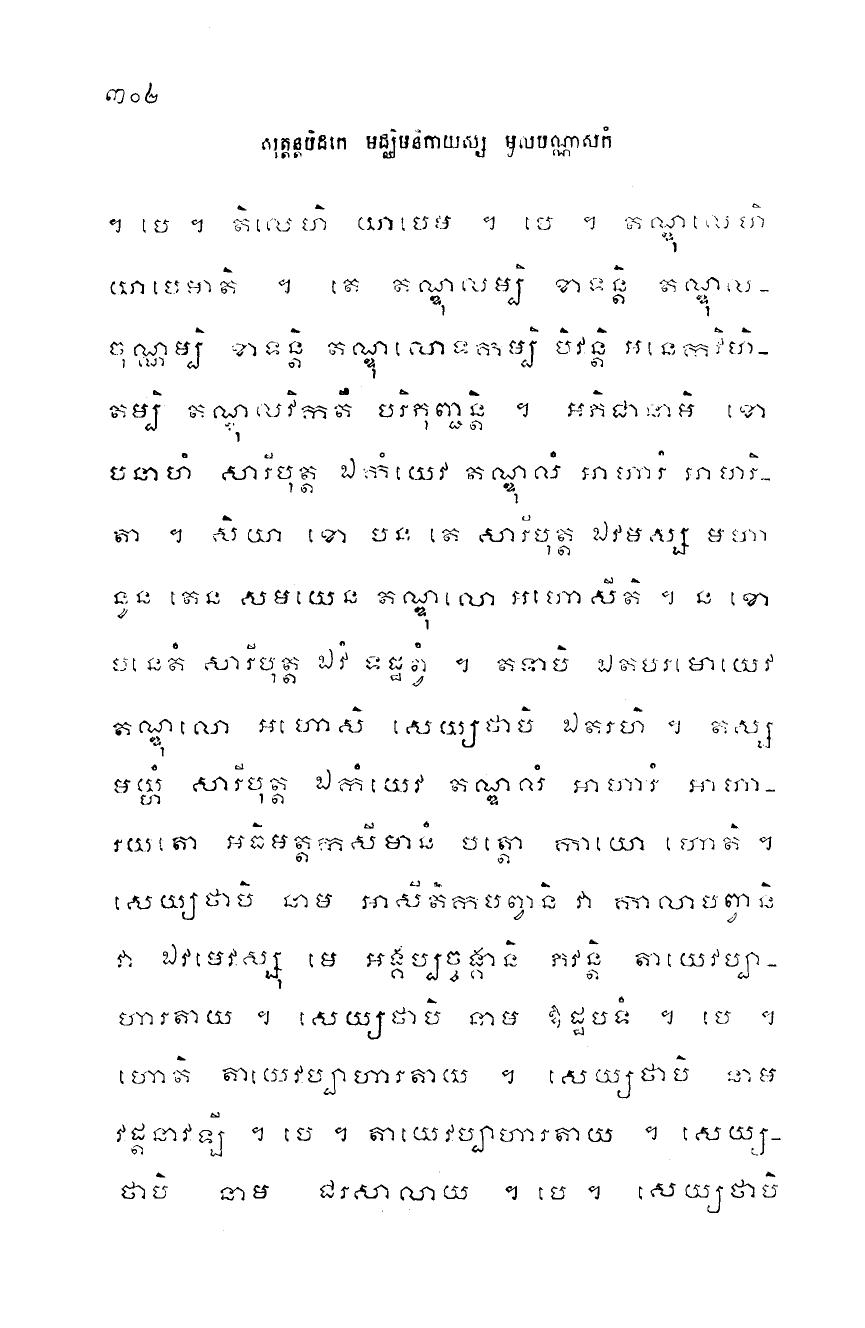 ៣០៤
សុត្តន្តបិដកេ មជ្ឈិមនិកាយស្ស មូលបណ្ណាសកំ
។ បេ ។ តិលេហិ យាបេម ។ បេ ។ តណ្ឌុលេហិ
យាបេមាតិ ។ តេ តណ្ឌុលម្បិ ខាទន្តិ តណ្ឌុល-
ចុណ្ណម្បិ ខាទន្តិ តណ្ឌុលោទកម្បិ បិវន្តិ អនេកវិហិ-
តម្បិ តណ្ឌុលវិកតឹ បរិភុញ្ជន្តិ ។ អភិជានាមិ ខោ
បនាហំ សារីបុត្ត ឯកំយេវ តណ្ឌុលំ អាហារំ អាហរិ-
តា ។ សិយា ខោ បន តេ សារីបុត្ត ឯវមស្ស មហា
នូន តេន សមយេន តណ្ឌុលោ អហោសីតិ ។ ន ខោ
បនេតំ សារីបុត្ត ឯវំ ទដ្ឋព្វំ ។ តទាបិ ឯតបរមោយេវ
តណ្ឌុលោ អហោសិ សេយ្យថាបិ ឯតរហិ ។ តស្ស
មយ្ហំ សារីបុត្ត ឯកំយេវ តណ្ឌុលំ អាហារំ អាហា-
រយតោ អធិមត្តកសីមានំ បត្តោ កាយោ ហោតិ ។
សេយ្យថាបិ នាម អាសីតិកបញ្វានិ វា កាលាបញ្វានិ
វា ឯវមេវស្សុ មេ អង្គប្បច្ចង្គានិ ភវន្តិ តាយេវប្បា-
ហារតាយ ។ សេយ្យថាបិ នាម ឱដ្ឋបទំ ។ បេ ។
ហោតិ តាយេវប្បាហារតាយ ។ សេយ្យថាបិ នាម
វដ្ដនាវឡី ។ បេ ។ តាយេវប្បាហារតាយ ។ សេយ្យ-
ថាបិ នាម ជរសាលាយ ។ បេ ។ សេយ្យថាបិ